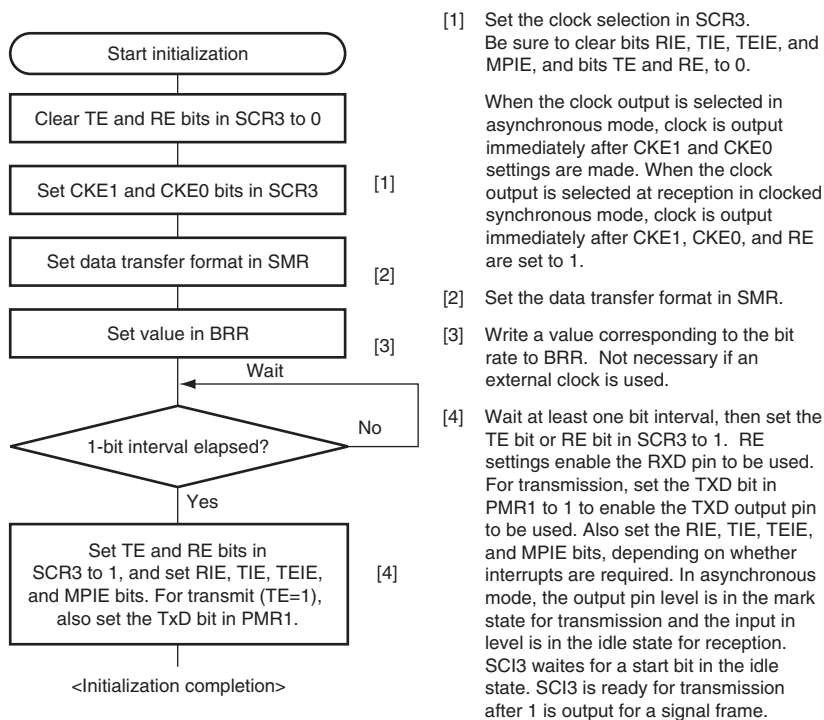 Start initialization
Clear TE and RE bits in SCR3 to 0
Set CKE1 and CKE0 bits in SCR3
[1]
Set data transfer format in SMR
[2]
Set value in BRR
[3]
Wait
1-bit interval elapsed?
No
Yes
Set TE and RE bits in
SCR3 to 1, and set RIE, TIE, TEIE,
and MPIE bits. For transmit (TE=1),
also set the TxD bit in PMR1.
[4]
<Initialization completion>
[1] Set the clock selection in SCR3.
Be sure to clear bits RIE, TIE, TEIE, and
MPIE, and bits TE and RE, to 0.
When the clock output is selected in
asynchronous mode, clock is output
immediately after CKE1 and CKE0
settings are made. When the clock
output is selected at reception in clocked
synchronous mode, clock is output
immediately after CKE1, CKE0, and RE
are set to 1.
[2] Set the data transfer format in SMR.
[3] Write a value corresponding to the bit
rate to BRR. Not necessary if an
external clock is used.
[4] Wait at least one bit interval, then set the
TE bit or RE bit in SCR3 to 1. RE
settings enable the RXD pin to be used.
For transmission, set the TXD bit in
PMR1 to 1 to enable the TXD output pin
to be used. Also set the RIE, TIE, TEIE,
and MPIE bits, depending on whether
interrupts are required. In asynchronous
mode, the output pin level is in the mark
state for transmission and the input in
level is in the idle state for reception.
SCI3 waites for a start bit in the idle
state. SCI3 is ready for transmission
after 1 is output for a signal frame.